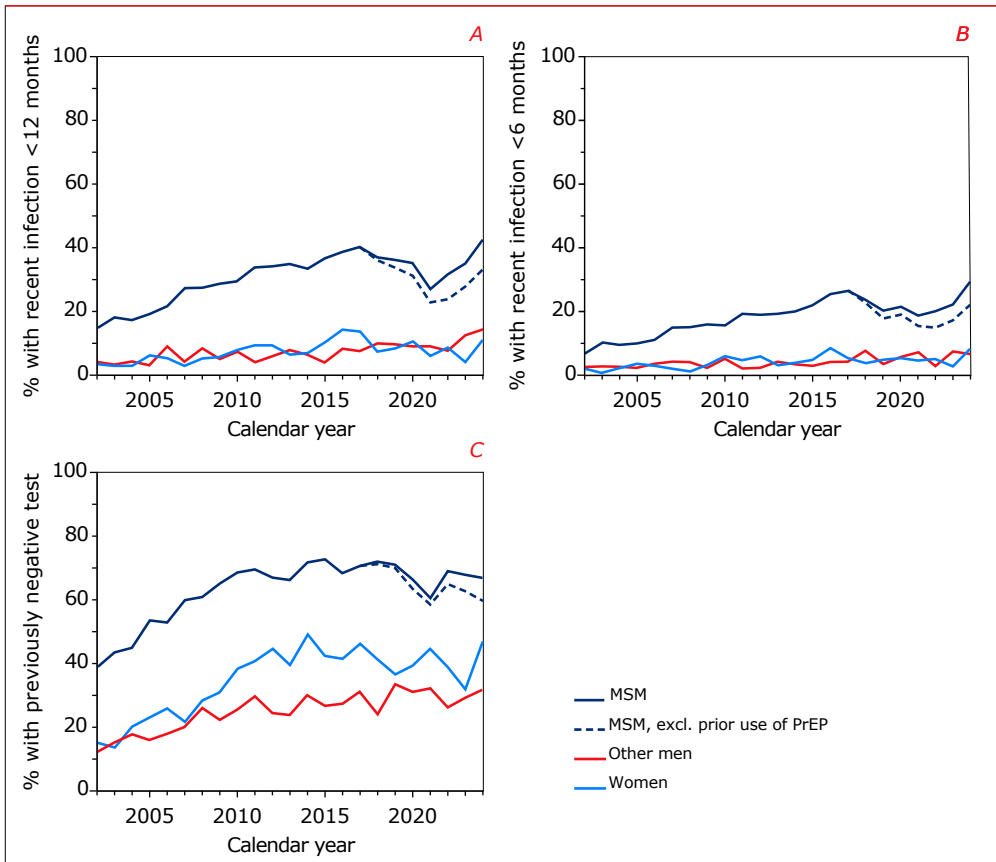 A
% with recent infection <12 months
100
80
60
40
20
0
2005 2010 2015 2020
Calendar year
B
% with recent infection <6 months
100
80
60
40
20
0
2005 2010 2015 2020
Calendar year
C
% with previously negative test
100
80
60
40
20
0
2005 2010 2015 2020
Calendar year
MSM
MSM, excl. prior use of PrEP
Other men
Women